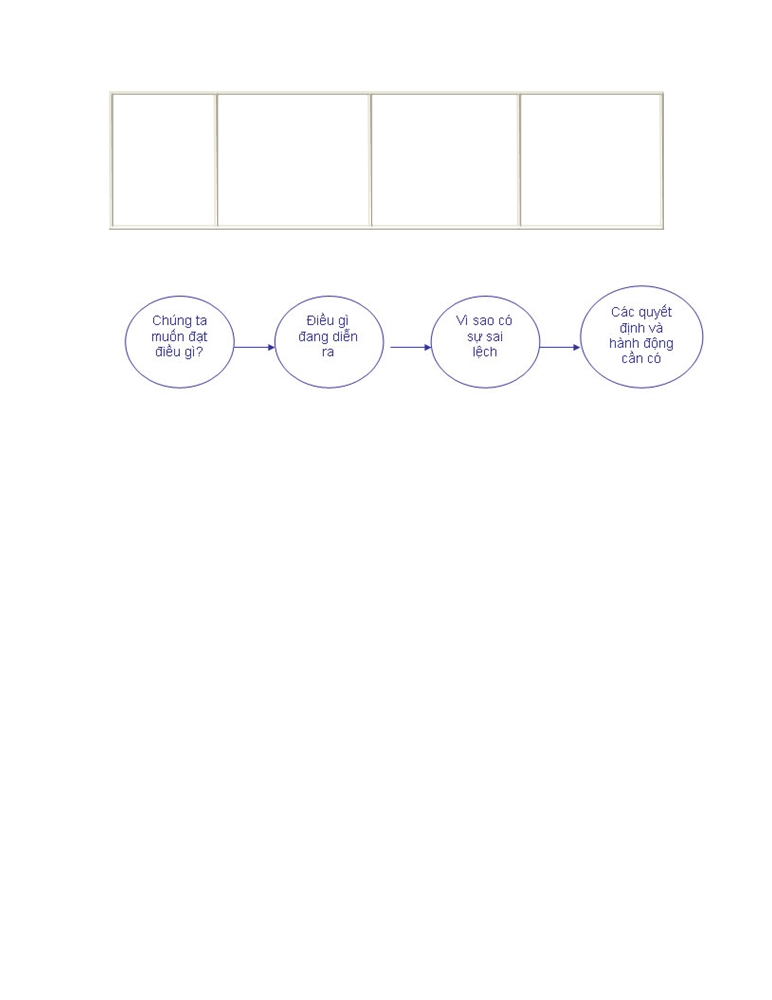 Chúng ta
muốn đạt
điều gì?
Điều gì
đang diễn
ra
Vì sao có
sự sai
lệch
Các quyết
định và
hành động
cần có